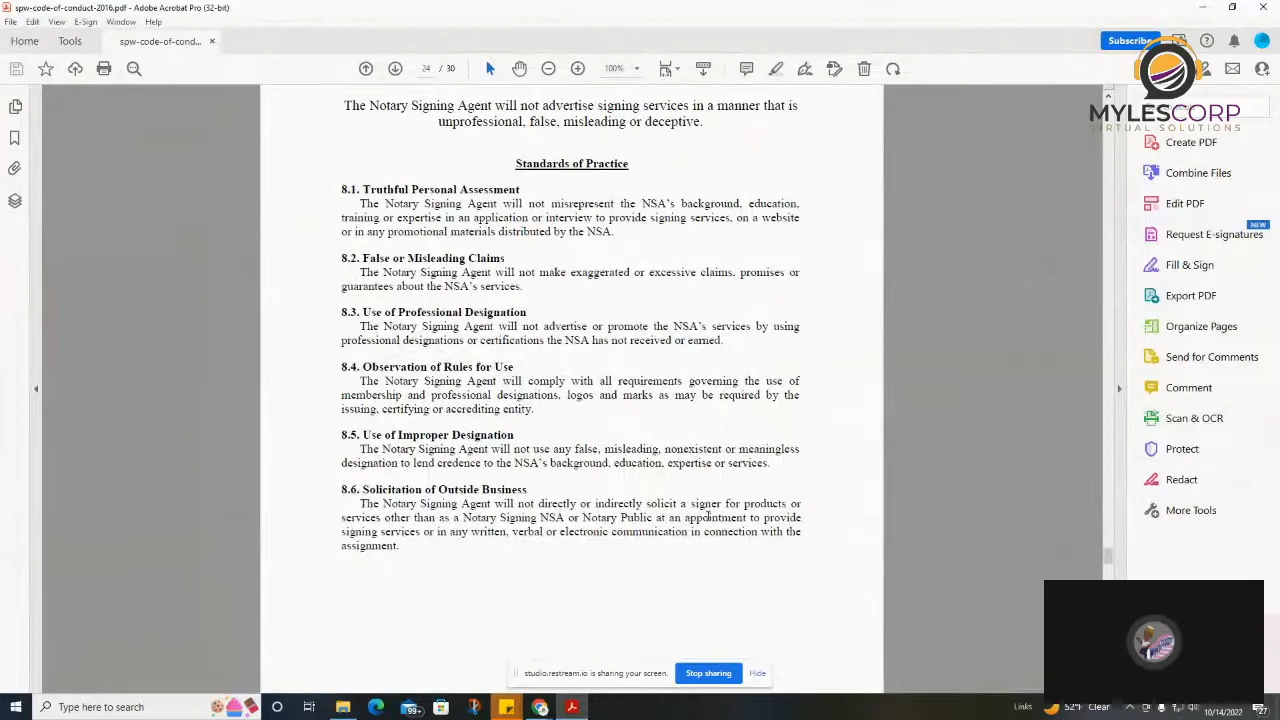 spw-code-of-conduct-2016.pdf - Adobe Acrobat Pro (32-bit)
File Edit View E-Sign Window Help
Home Tools spw-code-of-cond... ×
Subscribe
24 / 30 100%
MYLESCORP
VIRTUAL SOLUTIONS
The Notary Signing Agent will not advertise signing services in a manner that is
unprofessional, false, misleading or deceptive.
Standards of Practice
8.1. Truthful Personal Assessment
The Notary Signing Agent will not misrepresent the NSA's background, education,
training or expertise in an application or interview to provide signing services, on a website
or in any promotional materials distributed by the NSA.
8.2. False or Misleading Claims
The Notary Signing Agent will not make exaggerated or excessive claims, promises or
guarantees about the NSA's services.
8.3. Use of Professional Designation
The Notary Signing Agent will not advertise or promote the NSA's services by using
professional designations or certifications the NSA has not received or earned.
8.4. Observation of Rules for Use
The Notary Signing Agent will comply with all requirements governing the use of
membership and professional designations, logos and marks as may be required by the
issuing, certifying or accrediting entity.
8.5. Use of Improper Designation
The Notary Signing Agent will not use any false, misleading, nonexistent or meaningless
designation to lend credence to the NSA's background, education, expertise or services.
8.6. Solicitation of Outside Business
The Notary Signing Agent will not directly or indirectly solicit a signer for products or
services other than as a Notary Signing NSA or Notary Public at an appointment to provide
signing services or in any written, verbal or electronic communication in connection with the
assignment.
Create PDF
Combine Files
Edit PDF
NEW
Request E-signatures
Fill & Sign
Export PDF
Organize Pages
Send for Comments
Comment
Scan & OCR
Protect
Redact
More Tools
studio.restream.io is sharing your screen. Stop sharing Hide
Type here to search
99+
Links
52° Clear
10/14/2022
27